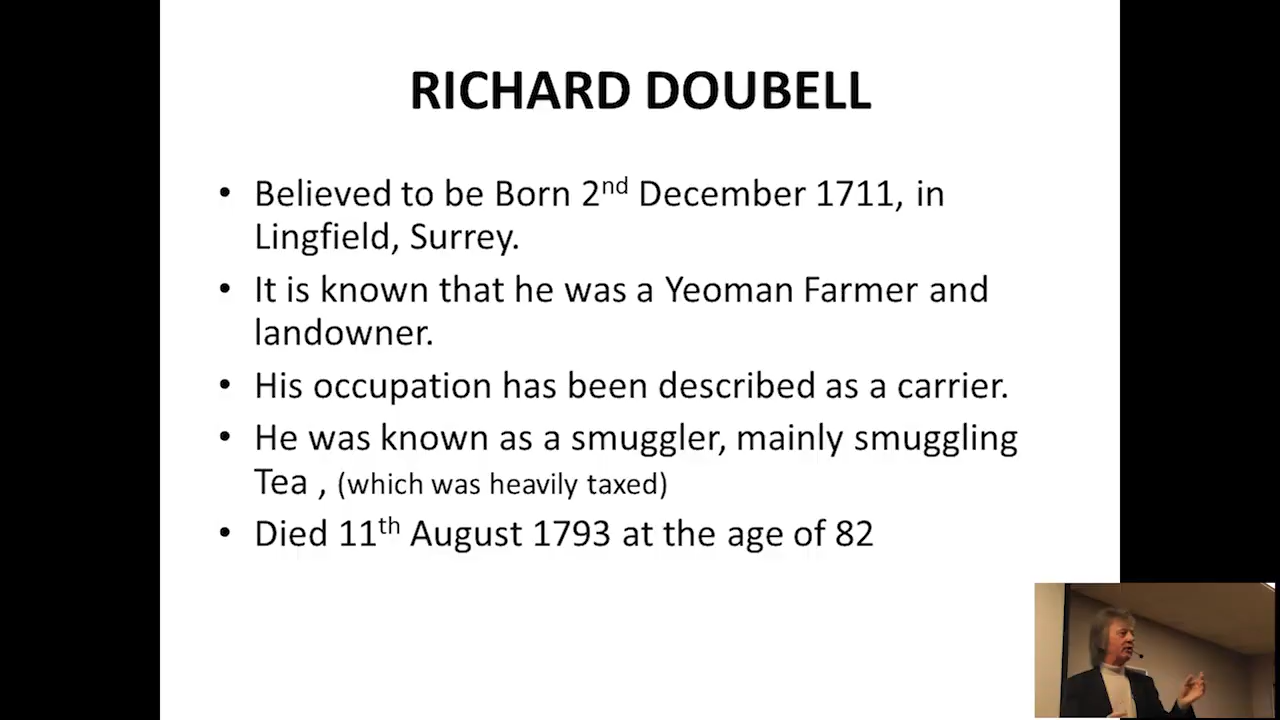 RICHARD DOUBELL
• Believed to be Born 2nd December 1711, in
Lingfield, Surrey.
• It is known that he was a Yeoman Farmer and
landowner.
• His occupation has been described as a carrier.
• He was known as a smuggler, mainly smuggling
Tea , (which was heavily taxed)
• Died 11th August 1793 at the age of 82